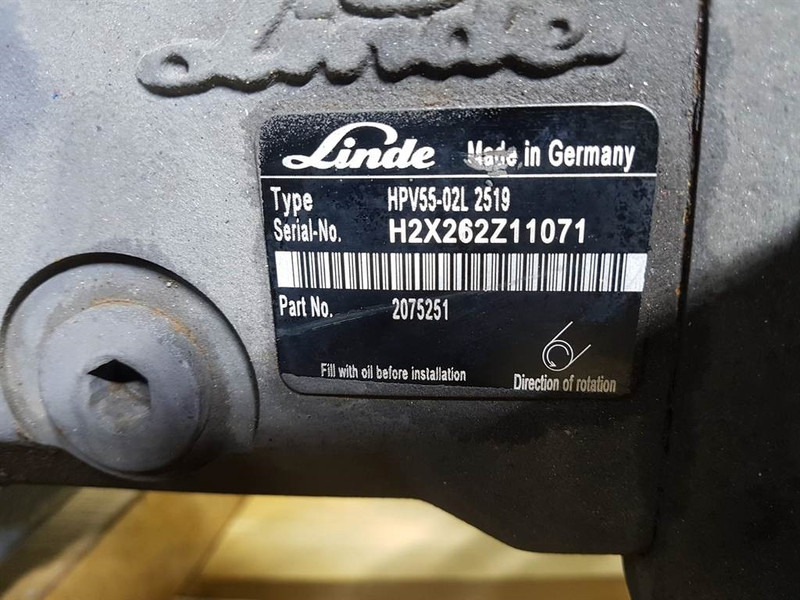 Linde
Linde Made in Germany
Type HPV55-02L 2519
Serial-No. H2X262Z11071
Part No. 2075251
Fill with oil before installation
Direction of rotation